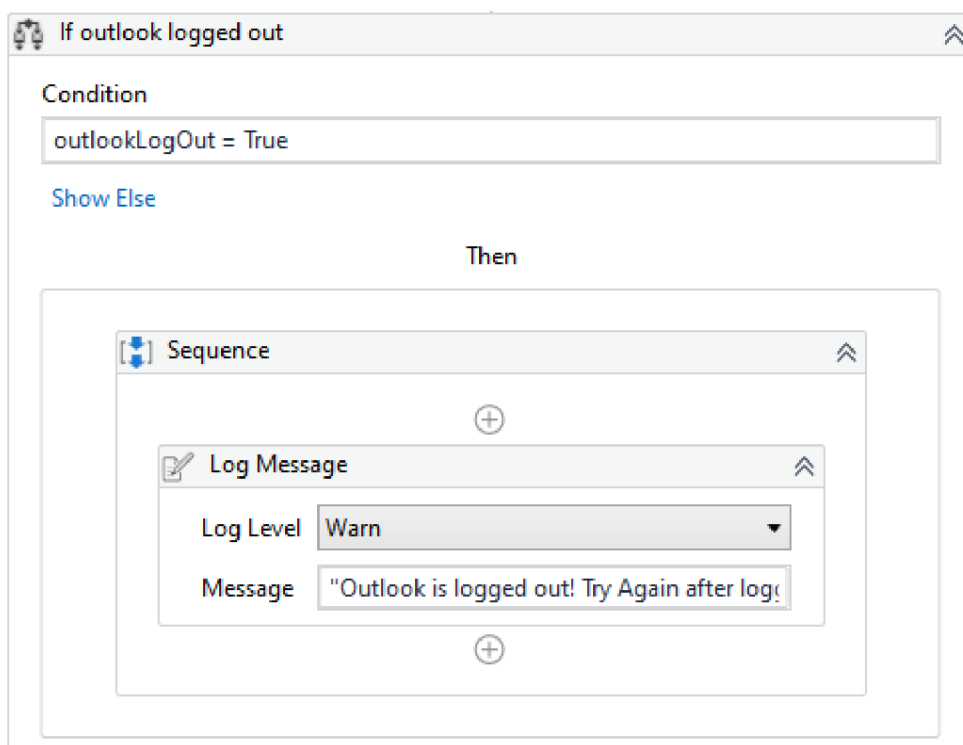 If outlook logged out
Condition
outlookLogOut = True
Show Else
Then
Sequence
Log Message
Log Level Warn
Message "Outlook is logged out! Try Again after